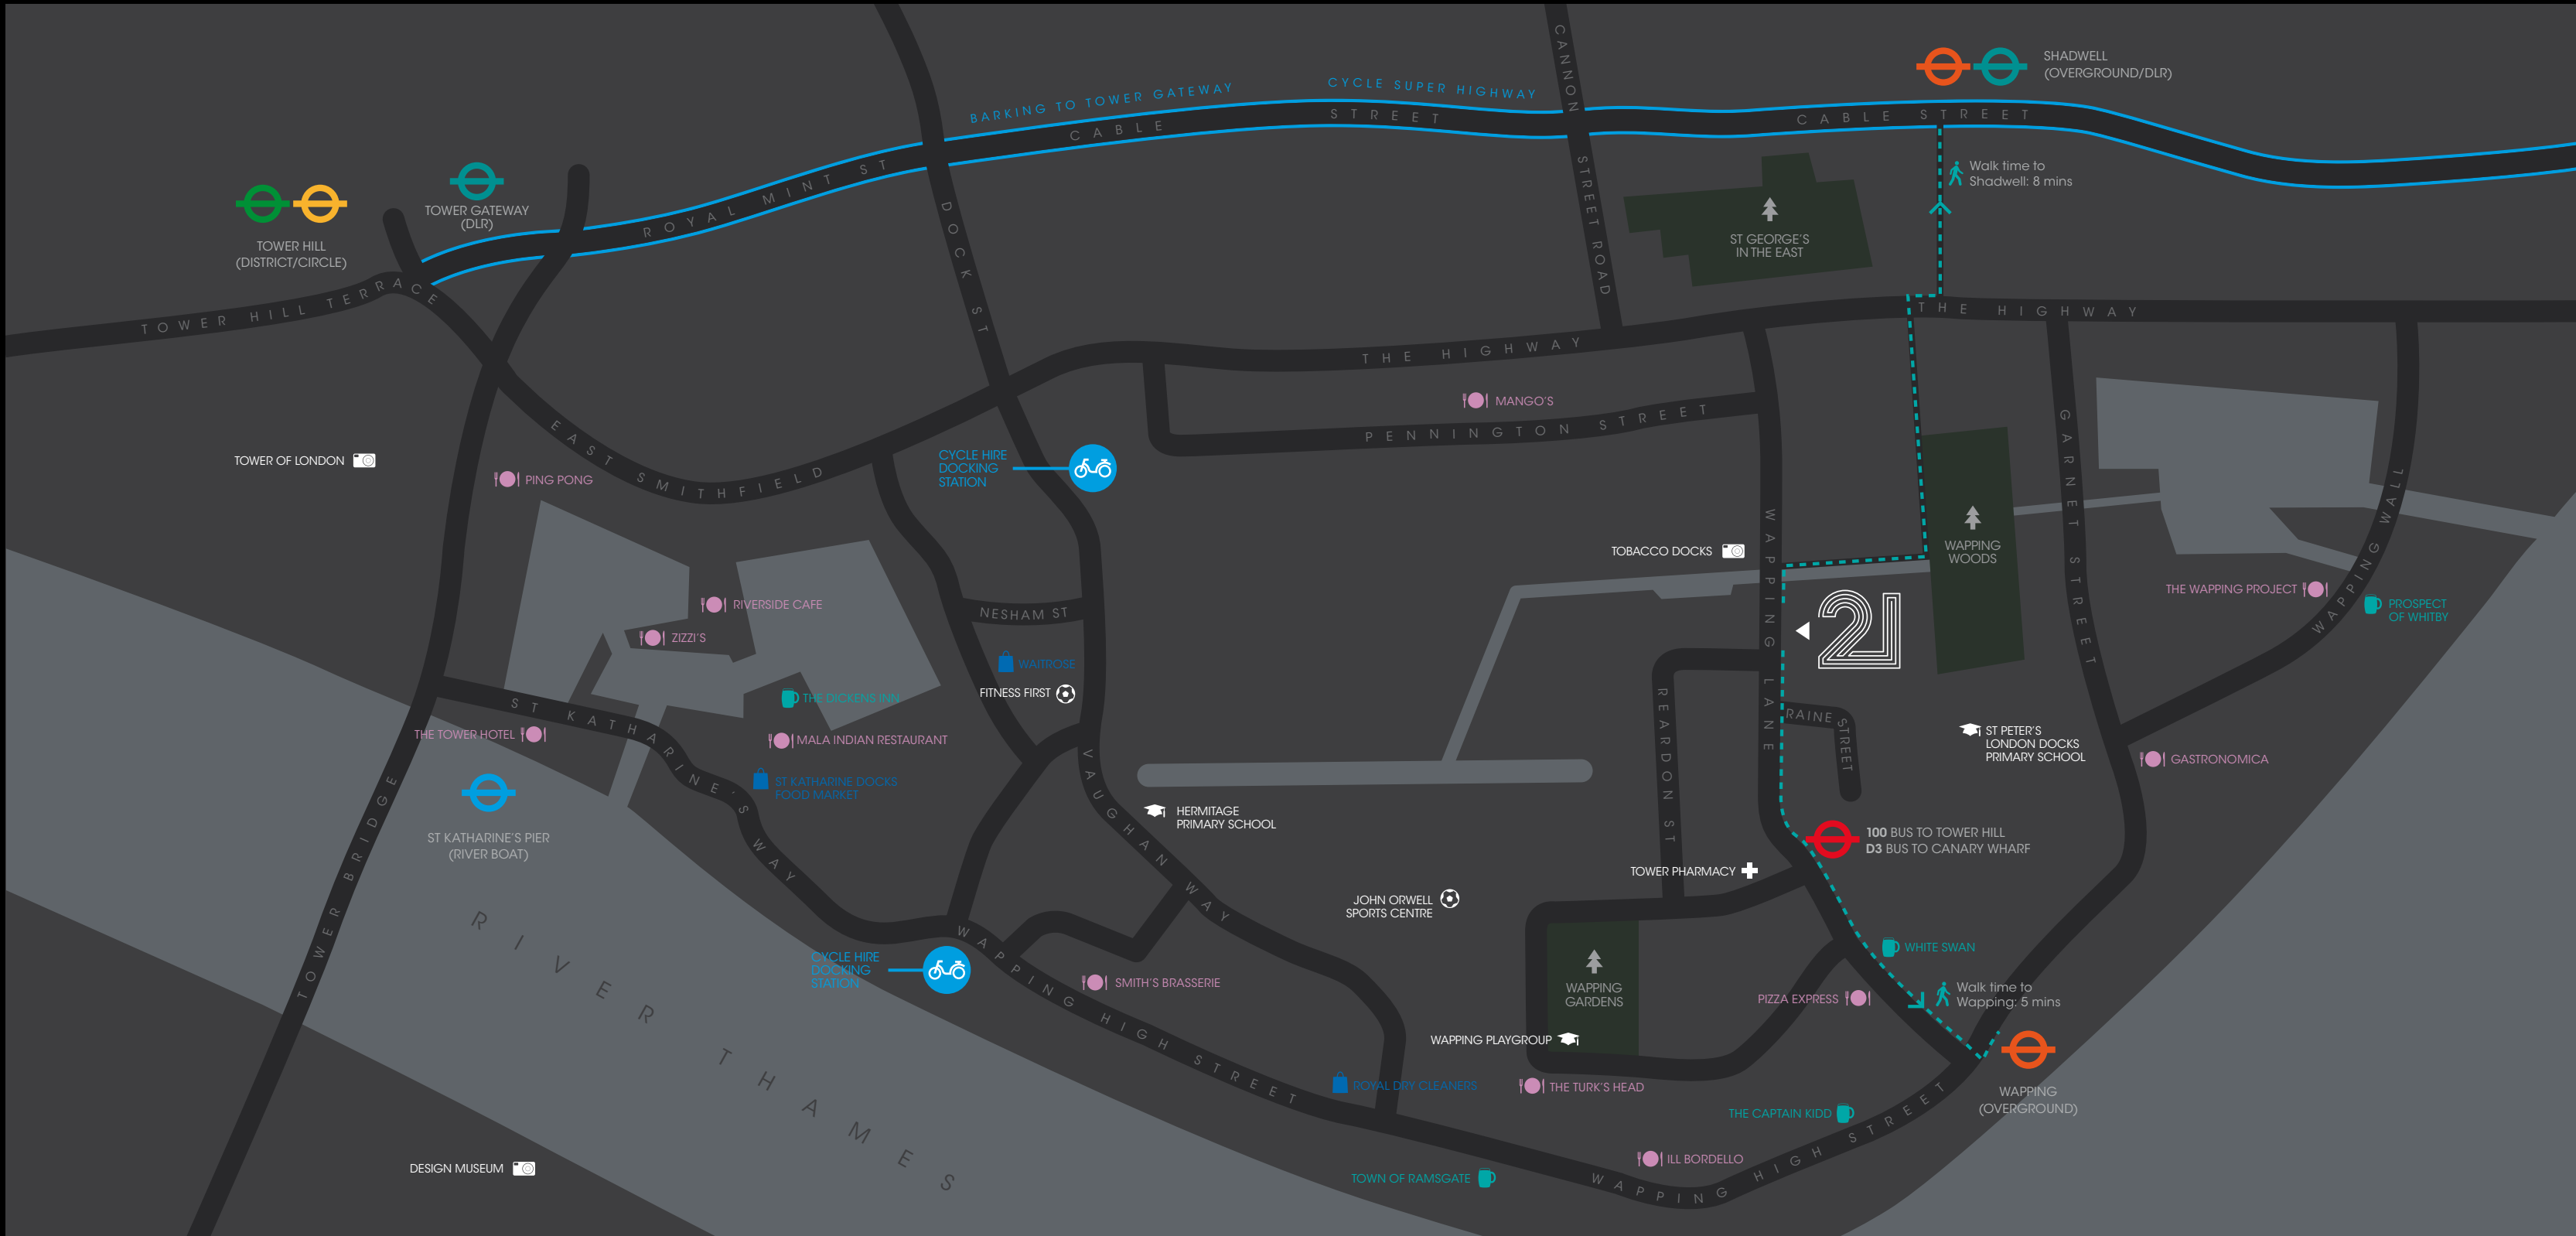 CANNON
STREET ROAD
SHADWELL
(OVERGROUND/DLR)
BARKING TO TOWER GATEWAY
CYCLE SUPER HIGHWAY
CABLE
STREET
CABLE STREET
ROYAL MINT ST
DOCK ST
Walk time to
Shadwell: 8 mins
TOWER GATEWAY
(DLR)
TOWER HILL
(DISTRICT/CIRCLE)
ST GEORGE'S
IN THE EAST
TOWER HILL TERRACE
THE HIGHWAY
THE HIGHWAY
MANGO'S
PENNINGTON STREET
EAST SMITHFIELD
TOWER OF LONDON
PING PONG
CYCLE HIRE
DOCKING
STATION
GARNET STREET
WAPPING WALL
WAPPING LANE
TOBACCO DOCKS
WAPPING
WOODS
THE WAPPING PROJECT
PROSPECT
OF WHITBY
RIVERSIDE CAFE
ZIZZI'S
NESHAM ST
21
WAITROSE
FITNESS FIRST
THE DICKENS INN
ST KATHARINE'S WAY
THE TOWER HOTEL
MALA INDIAN RESTAURANT
ST KATHARINE DOCKS
FOOD MARKET
REARDON ST
RAINE STREET
ST PETER'S
LONDON DOCKS
PRIMARY SCHOOL
GASTRONOMICA
VAUGHAN WAY
HERMITAGE
PRIMARY SCHOOL
ST KATHARINE'S PIER
(RIVER BOAT)
TOWER BRIDGE
100 BUS TO TOWER HILL
D3 BUS TO CANARY WHARF
TOWER PHARMACY
JOHN ORWELL
SPORTS CENTRE
RIVER THAMES
CYCLE HIRE
DOCKING
STATION
WAPPING HIGH STREET
SMITH'S BRASSERIE
WHITE SWAN
WAPPING
GARDENS
PIZZA EXPRESS
Walk time to
Wapping: 5 mins
WAPPING PLAYGROUP
ROYAL DRY CLEANERS
THE TURK'S HEAD
WAPPING
(OVERGROUND)
THE CAPTAIN KIDD
ILL BORDELLO
TOWN OF RAMSGATE
WAPPING HIGH STREET
DESIGN MUSEUM